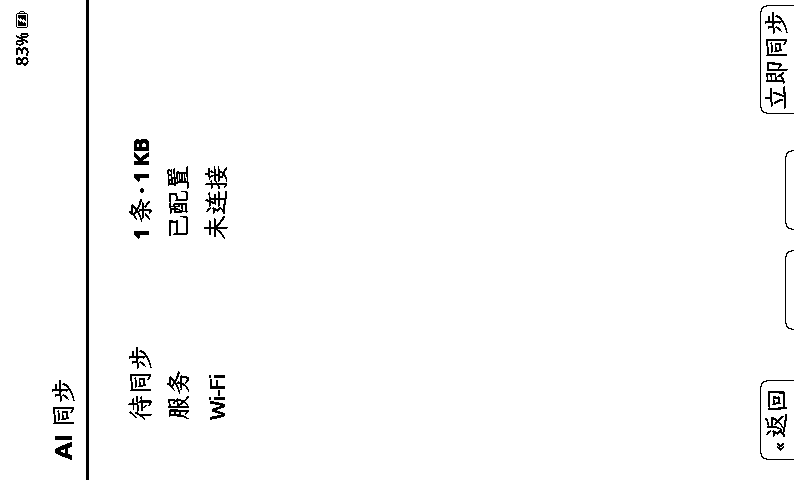 83%
AI 同步
待同步 1 条 · 1 KB
服务 已配置
Wi-Fi 未连接
« 返回 立即同步